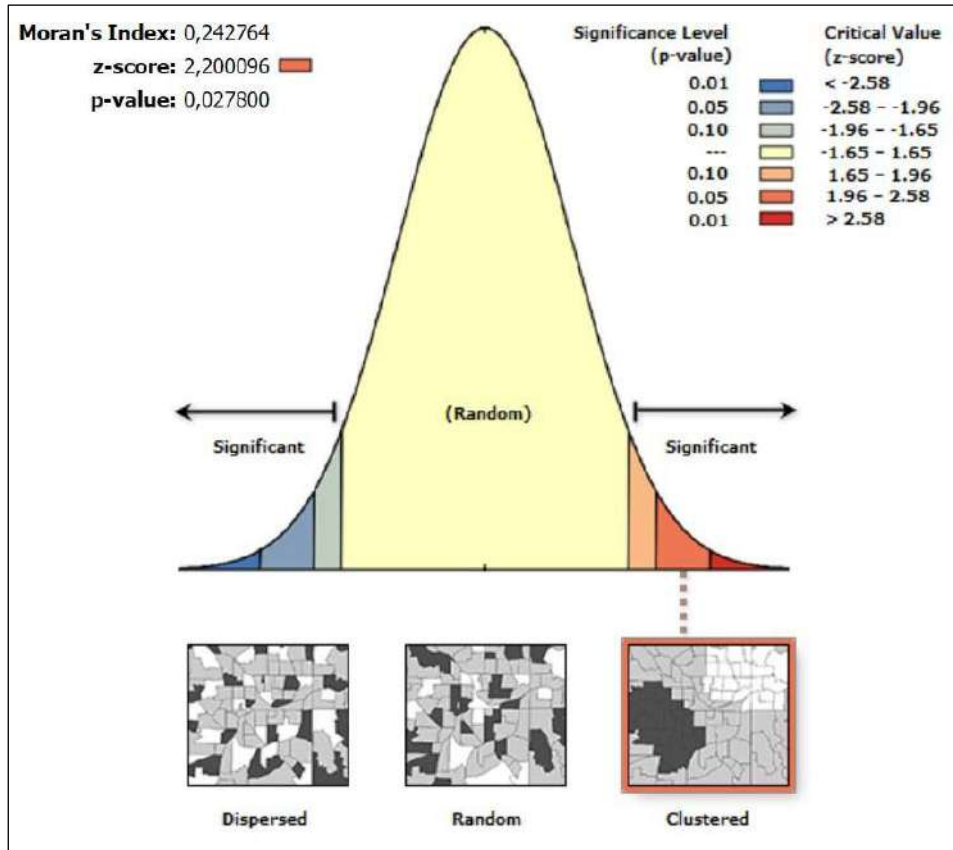 Moran's Index: 0,242764
z-score: 2,200096
p-value: 0,027800
Significance Level
(p-value)
Critical Value
(z-score)
0.01 < -2.58
0.05 -2.58 – -1.96
0.10 -1.96 – -1.65
--- -1.65 – 1.65
0.10 1.65 – 1.96
0.05 1.96 – 2.58
0.01 > 2.58
(Random)
Significant
Significant
Dispersed
Random
Clustered